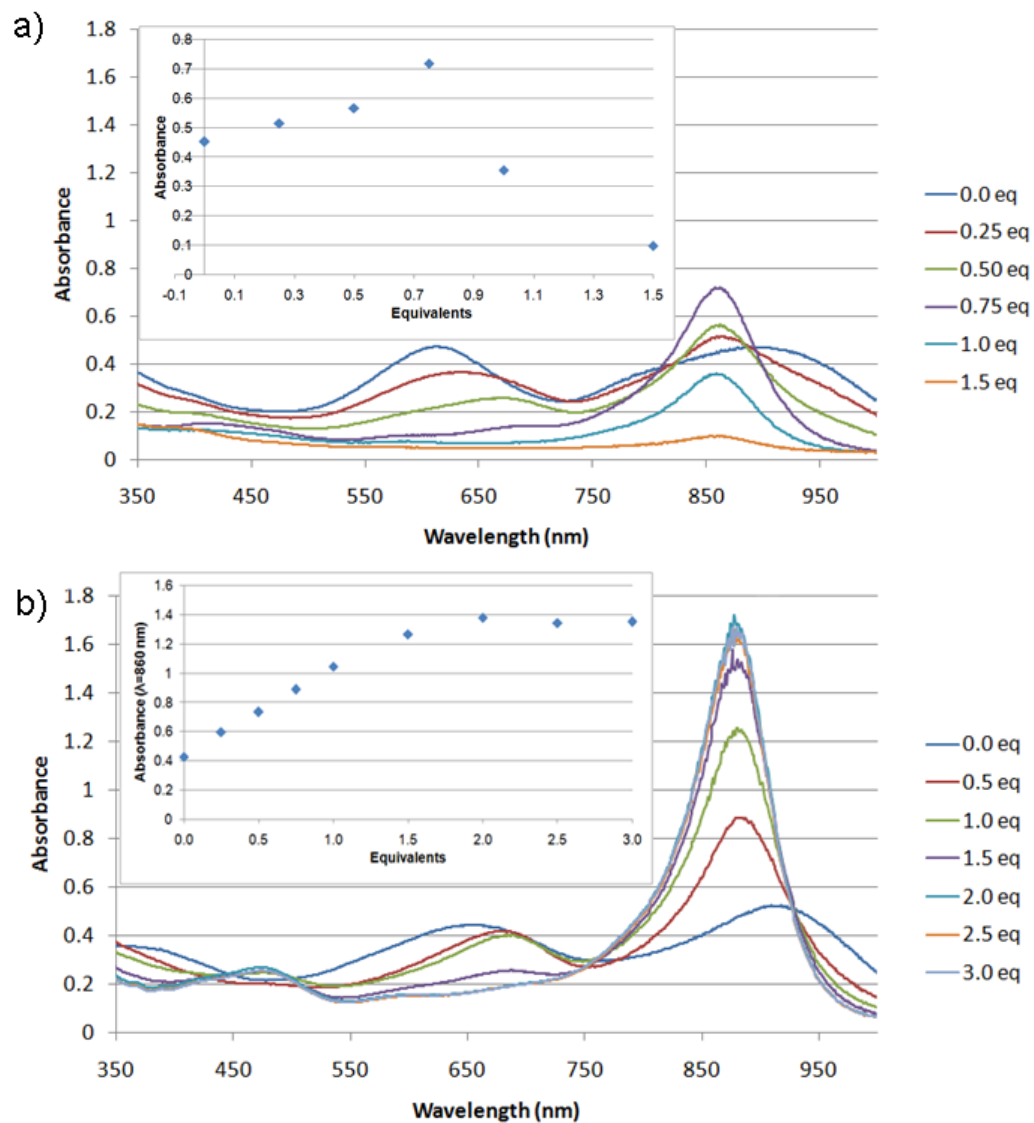 a)
1.8
1.6
1.4
1.2
1
0.8
0.6
0.4
0.2
0
Absorbance
350 450 550 650 750 850 950
Wavelength (nm)
0.8
0.7
0.6
0.5
0.4
0.3
0.2
0.1
0
Absorbance
-0.1 0.1 0.3 0.5 0.7 0.9 1.1 1.3 1.5
Equivalents
0.0 eq
0.25 eq
0.50 eq
0.75 eq
1.0 eq
1.5 eq
b)
1.8
1.6
1.4
1.2
1
0.8
0.6
0.4
0.2
0
Absorbance
350 450 550 650 750 850 950
Wavelength (nm)
1.6
1.4
1.2
1
0.8
0.6
0.4
0.2
0
Absorbance (λ=860 nm)
0.0 0.5 1.0 1.5 2.0 2.5 3.0
Equivalents
0.0 eq
0.5 eq
1.0 eq
1.5 eq
2.0 eq
2.5 eq
3.0 eq